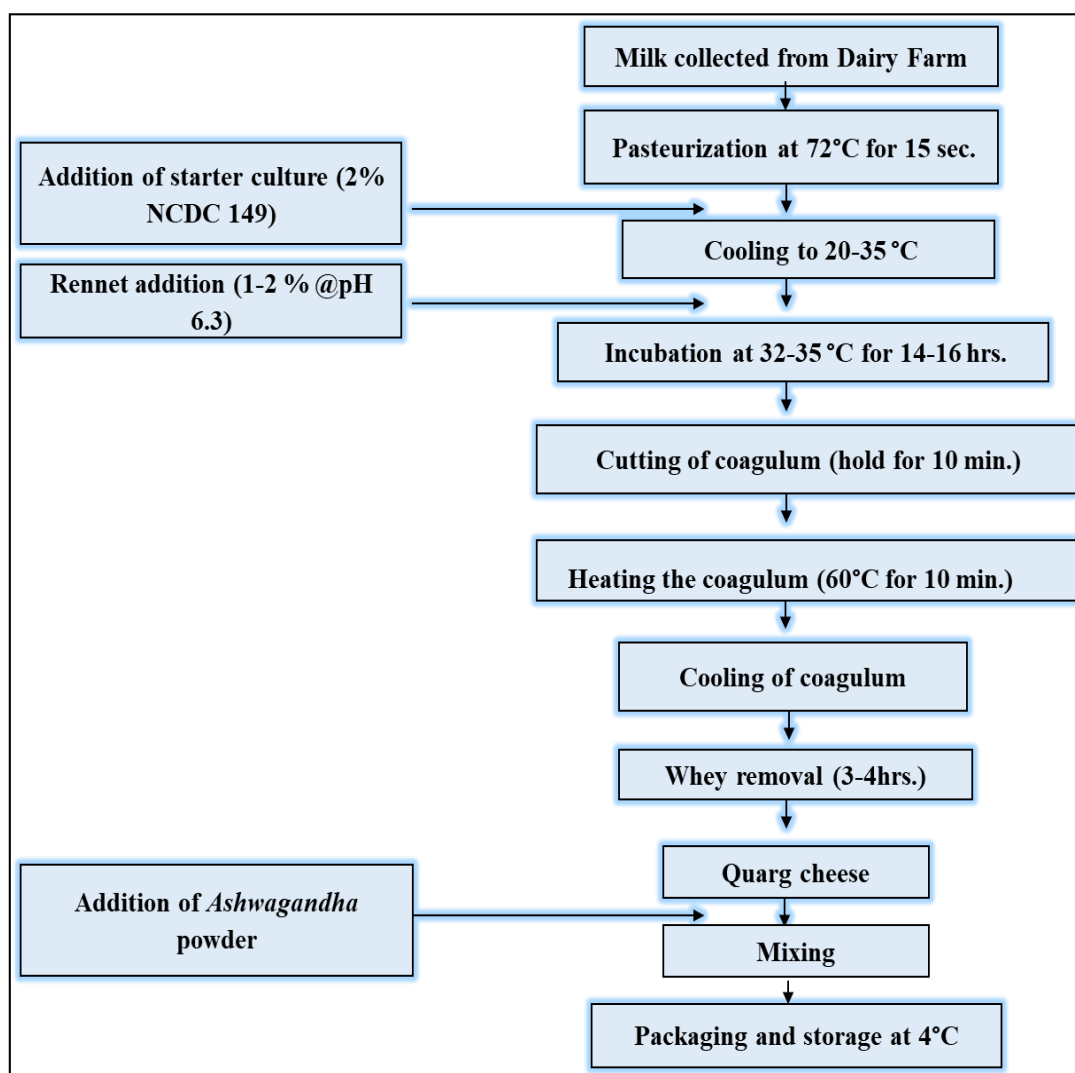 Milk collected from Dairy Farm
Pasteurization at 72°C for 15 sec.
Addition of starter culture (2%
NCDC 149)
Cooling to 20-35 °C
Rennet addition (1-2 % @pH
6.3)
Incubation at 32-35 °C for 14-16 hrs.
Cutting of coagulum (hold for 10 min.)
Heating the coagulum (60°C for 10 min.)
Cooling of coagulum
Whey removal (3-4hrs.)
Quarg cheese
Addition of Ashwagandha
powder
Mixing
Packaging and storage at 4°C